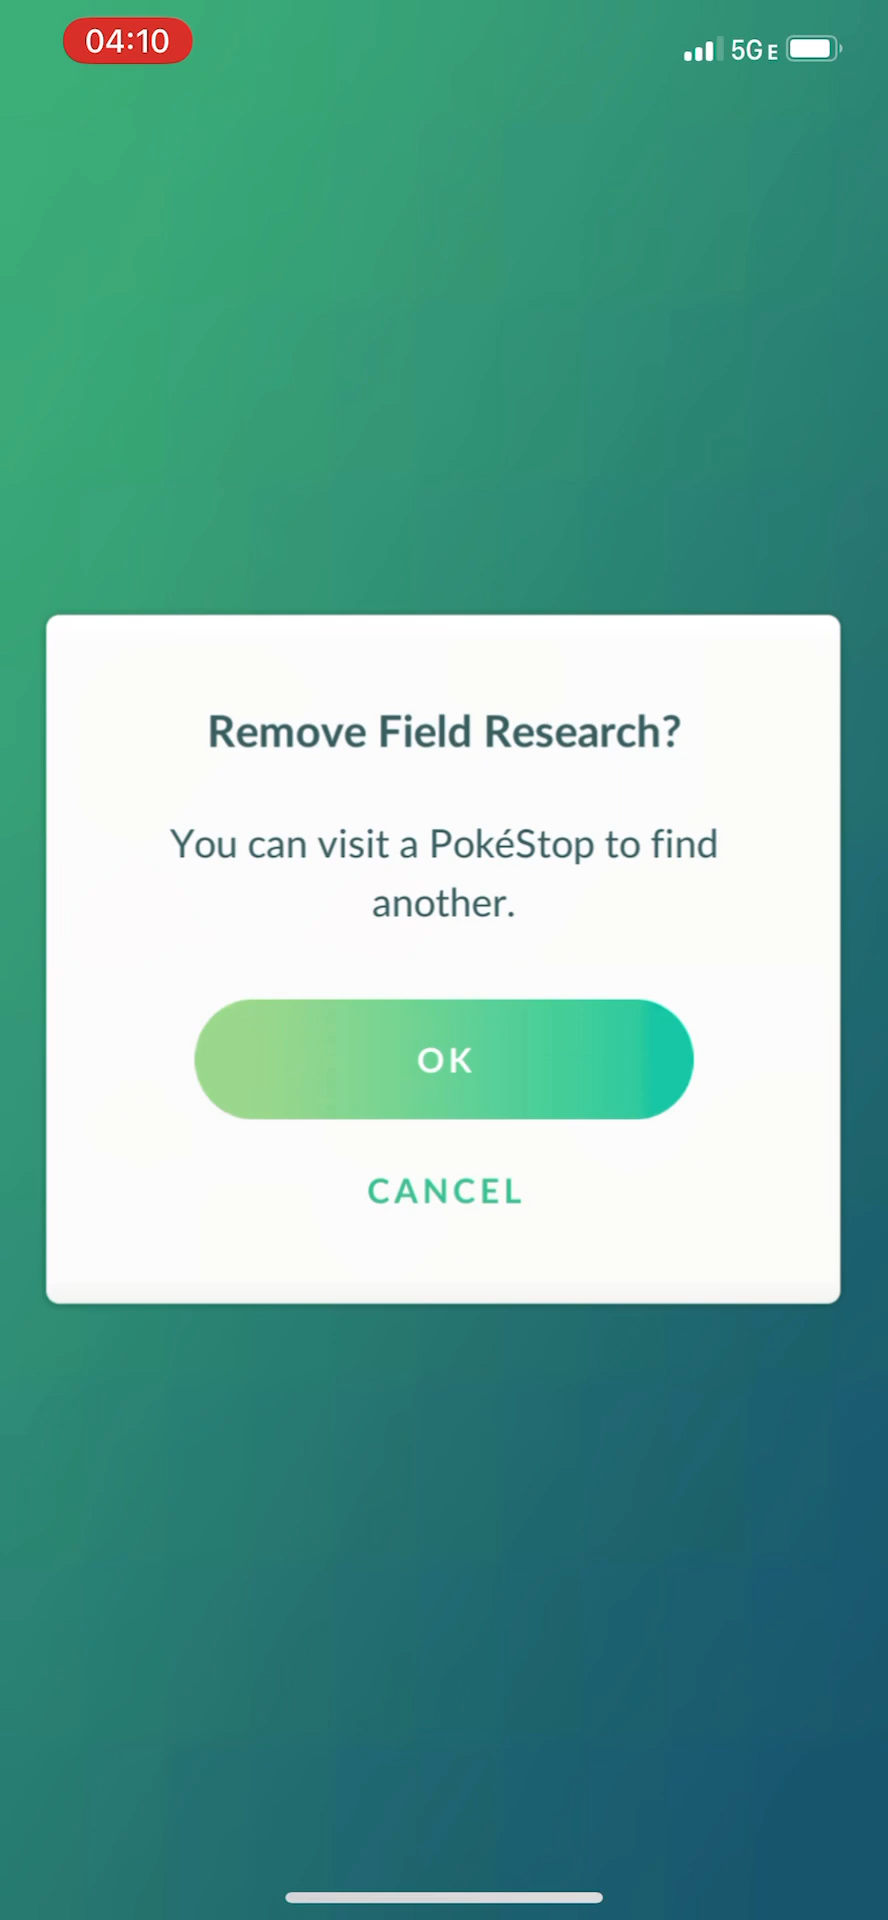 04:10
5G E
Remove Field Research?
You can visit a PokéStop to find
another.
OK
CANCEL